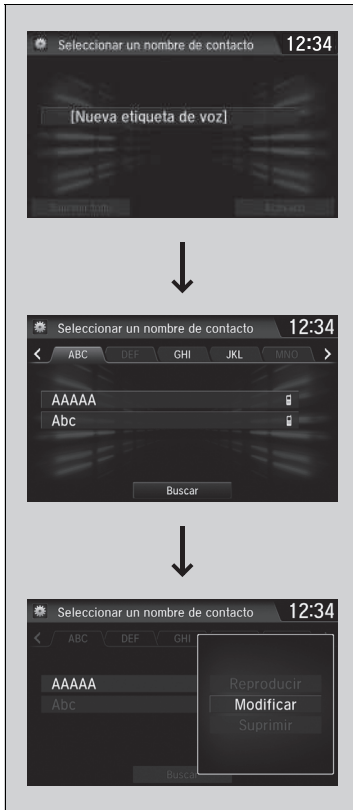 Seleccionar un nombre de contacto 12:34
[Nueva etiqueta de voz]
Seleccionar un nombre de contacto 12:34
ABC DEF GHI JKL MNO
AAAAA
Abc
Buscar
Seleccionar un nombre de contacto 12:34
ABC DEF GHI
AAAAA Reproducir
Modificar
Abc Suprimir